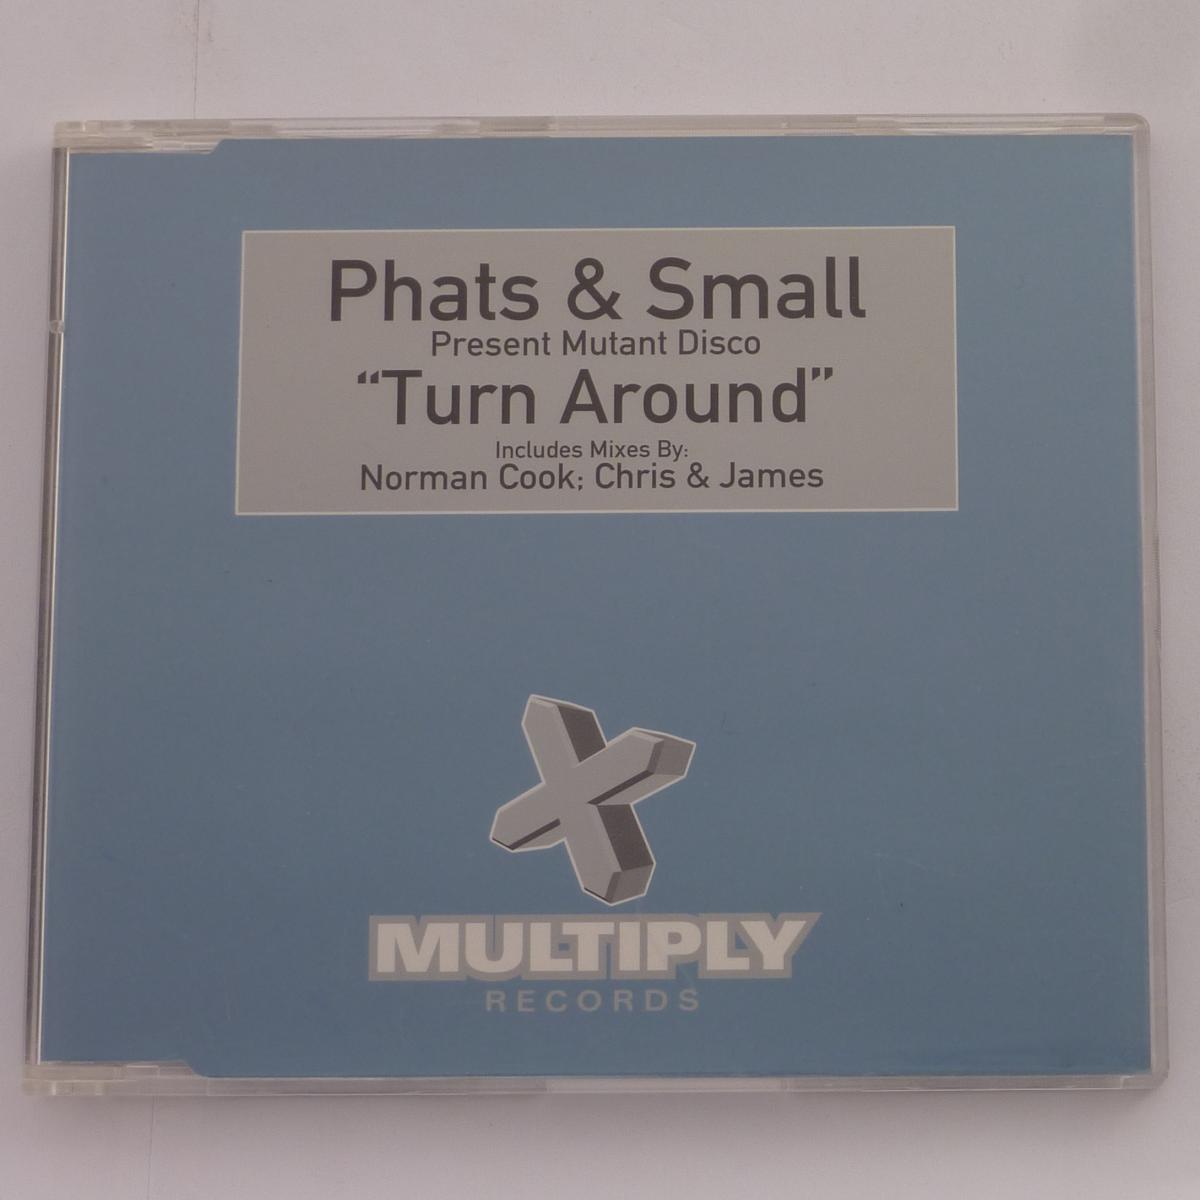 Phats & Small
Present Mutant Disco
“Turn Around”
Includes Mixes By:
Norman Cook; Chris & James
MULTIPLY
RECORDS